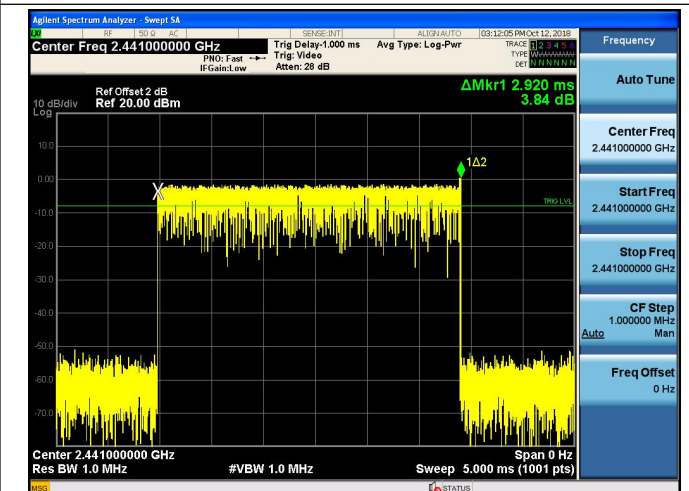 Agilent Spectrum Analyzer - Swept SA
LXI RF 50 Ω AC SENSE:INT ALIGN AUTO 03:12:05 PM Oct 12, 2018
Center Freq 2.441000000 GHz
PNO: Fast
IFGain:Low
Trig Delay-1.000 ms
Trig: Video
Atten: 28 dB
Avg Type: Log-Pwr
TRACE 1 2 3 4 5 6
TYPE
DET N N N N N N
Ref Offset 2 dB
10 dB/div Ref 20.00 dBm
Log
ΔMkr1 2.920 ms
3.84 dB
10.0
1Δ2
0.00
X
TRIG LVL
-10.0
-20.0
-30.0
-40.0
-50.0
-60.0
-70.0
Center 2.441000000 GHz Span 0 Hz
Res BW 1.0 MHz #VBW 1.0 MHz Sweep 5.000 ms (1001 pts)
MSG STATUS
Frequency
Auto Tune
Center Freq
2.441000000 GHz
Start Freq
2.441000000 GHz
Stop Freq
2.441000000 GHz
CF Step
1.000000 MHz
Auto Man
Freq Offset
0 Hz